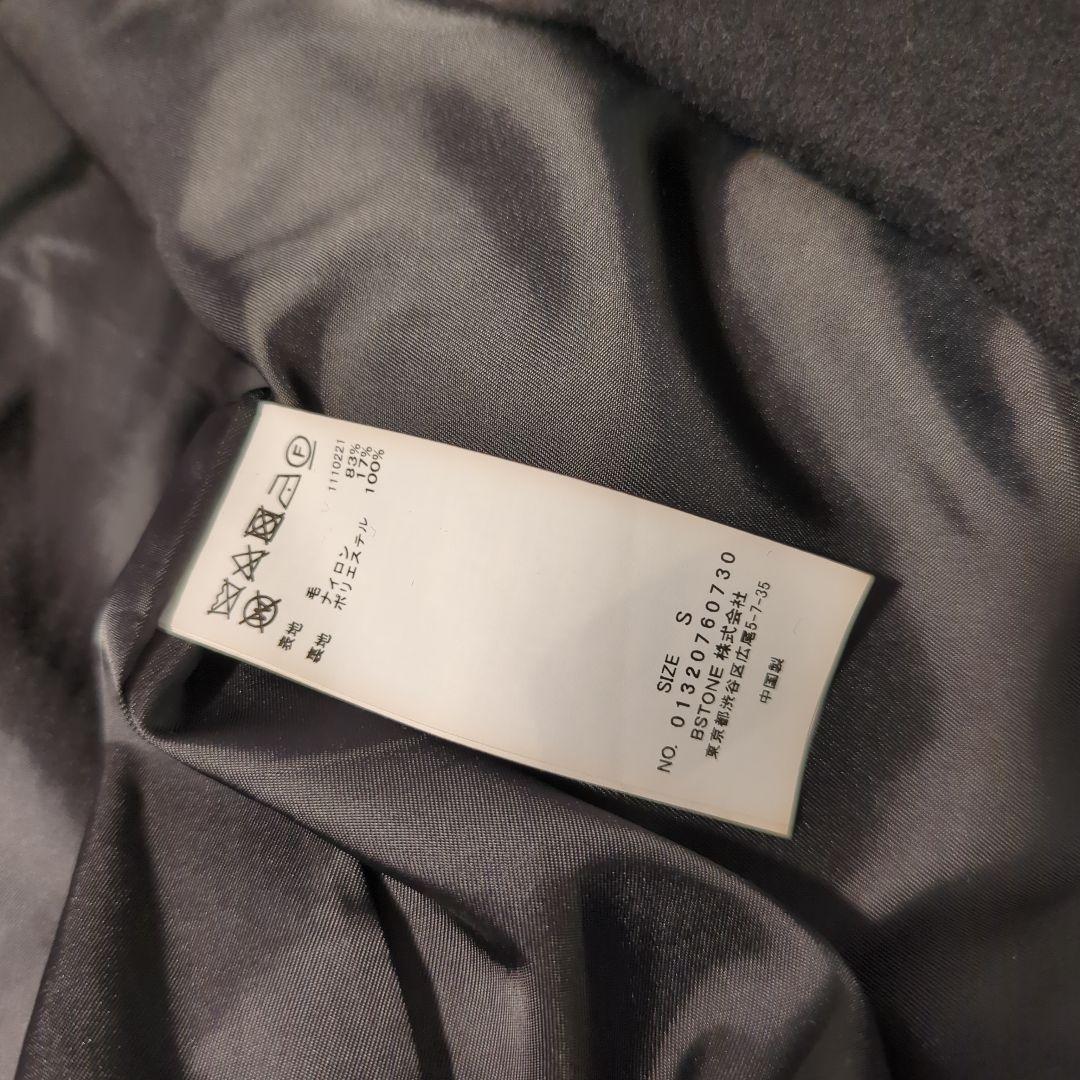 F
1110221
表地 毛 83%
ナイロン 17%
裏地 ポリエステル 100%
SIZE S
NO. 01320760730
BSTONE 株式会社
東京都渋谷区広尾5-7-35
中国製